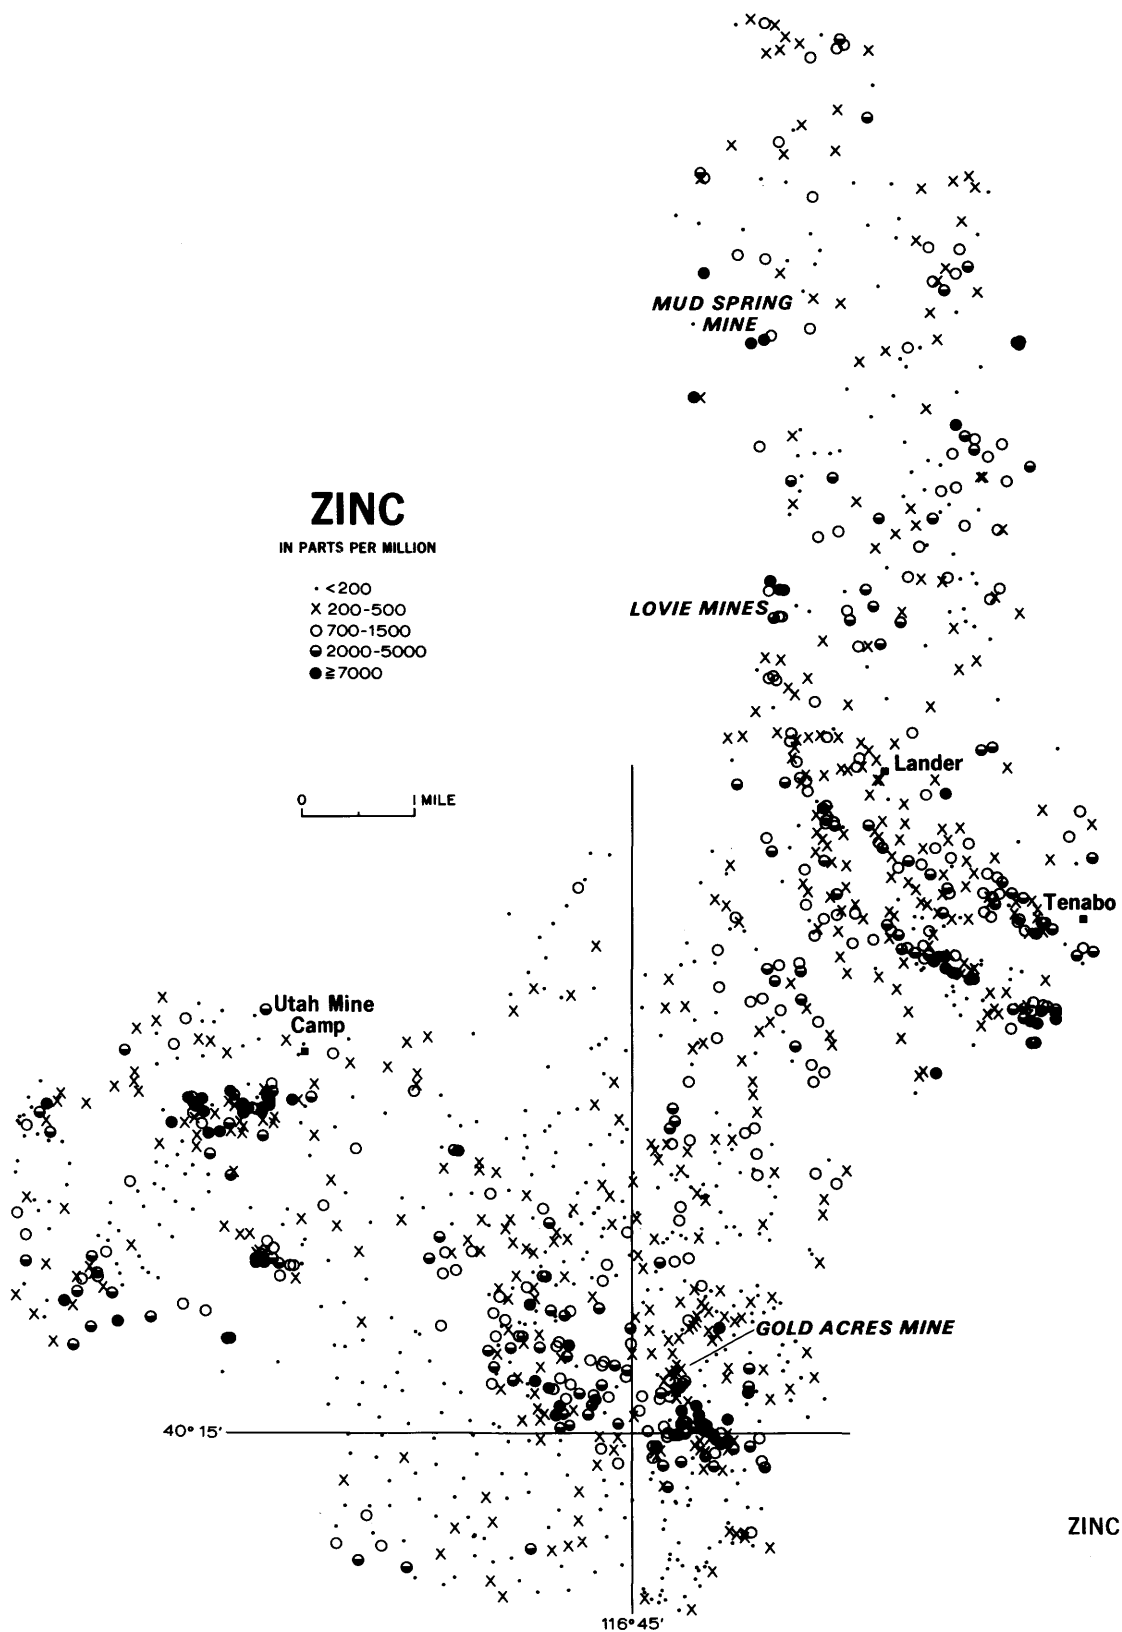 MUD SPRING
MINE
ZINC
IN PARTS PER MILLION
<200
200-500
700-1500
2000-5000
≧7000
LOVIE MINES
Lander
0 1 MILE
Tenabo
Utah Mine
Camp
GOLD ACRES MINE
40° 15'
ZINC
116° 45'